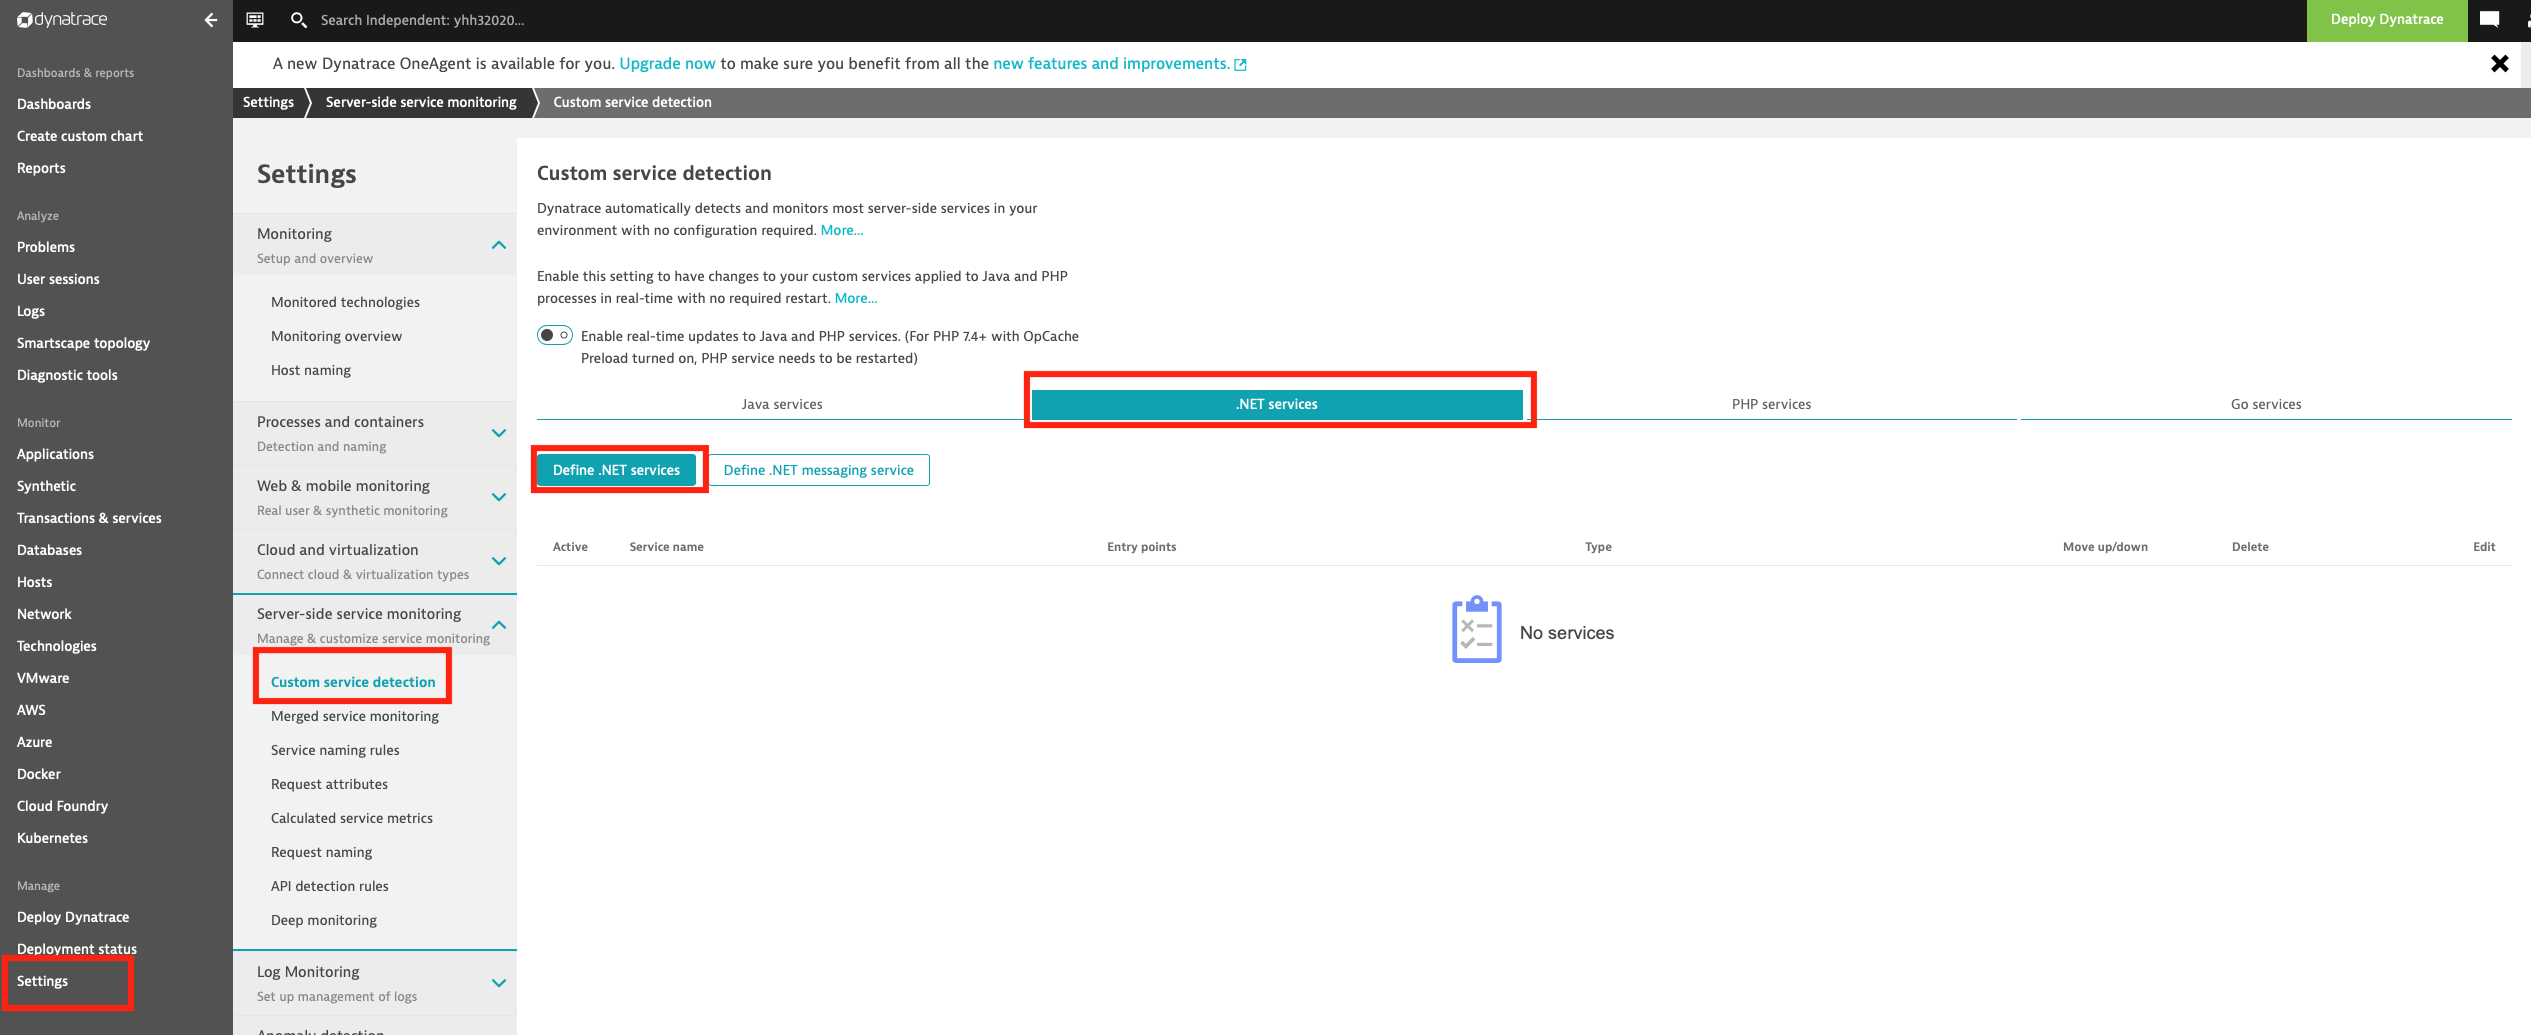 dynatrace
Search Independent: yhh32020...
Deploy Dynatrace
A new Dynatrace OneAgent is available for you. Upgrade now to make sure you benefit from all the new features and improvements.
Settings
Server-side service monitoring
Custom service detection
Dashboards & reports
Dashboards
Create custom chart
Reports
Analyze
Problems
User sessions
Logs
Smartscape topology
Diagnostic tools
Monitor
Applications
Synthetic
Transactions & services
Databases
Hosts
Network
Technologies
VMware
AWS
Azure
Docker
Cloud Foundry
Kubernetes
Manage
Deploy Dynatrace
Deployment status
Settings
Settings
Monitoring
Setup and overview
Monitored technologies
Monitoring overview
Host naming
Processes and containers
Detection and naming
Web & mobile monitoring
Real user & synthetic monitoring
Cloud and virtualization
Connect cloud & virtualization types
Server-side service monitoring
Manage & customize service monitoring
Custom service detection
Merged service monitoring
Service naming rules
Request attributes
Calculated service metrics
Request naming
API detection rules
Deep monitoring
Log Monitoring
Set up management of logs
Anomaly detection
Custom service detection
Dynatrace automatically detects and monitors most server-side services in your
environment with no configuration required. More...
Enable this setting to have changes to your custom services applied to Java and PHP
processes in real-time with no required restart. More...
Enable real-time updates to Java and PHP services. (For PHP 7.4+ with OpCache
Preload turned on, PHP service needs to be restarted)
Java services
.NET services
PHP services
Go services
Define .NET services
Define .NET messaging service
Active
Service name
Entry points
Type
Move up/down
Delete
Edit
No services